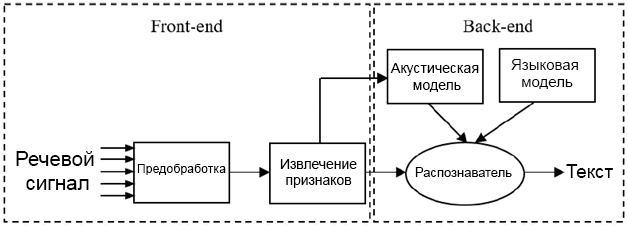 Front-end
Back-end
Акустическая
модель
Языковая
модель
Речевой
сигнал
Предобработка
Извлечение
признаков
Распознаватель
Текст